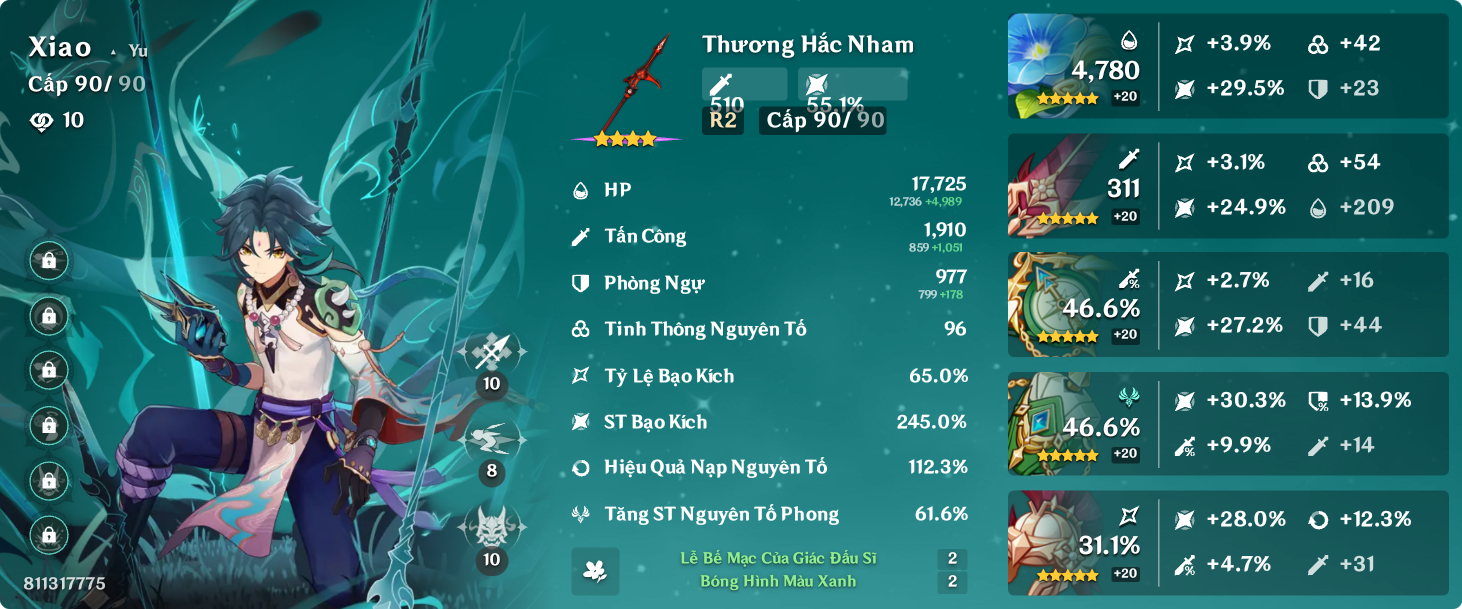 Xiao Yu
Cấp 90/ 90
10
10
8
10
811317775
Thương Hắc Nham
510 55.1%
R2 Cấp 90/ 90
HP 17,725
12,736 +4,989
Tấn Công 1,910
859 +1,051
Phòng Ngự 977
799 +178
Tinh Thông Nguyên Tố 96
Tỷ Lệ Bạo Kích 65.0%
ST Bạo Kích 245.0%
Hiệu Quả Nạp Nguyên Tố 112.3%
Tăng ST Nguyên Tố Phong 61.6%
Lễ Bế Mạc Của Giác Đấu Sĩ 2
Bóng Hình Màu Xanh 2
4,780
+20
+3.9% +42
+29.5% +23
311
+20
+3.1% +54
+24.9% +209
46.6%
+20
+2.7% +16
+27.2% +44
46.6%
+20
+30.3% +13.9%
+9.9% +14
31.1%
+20
+28.0% +12.3%
+4.7% +31